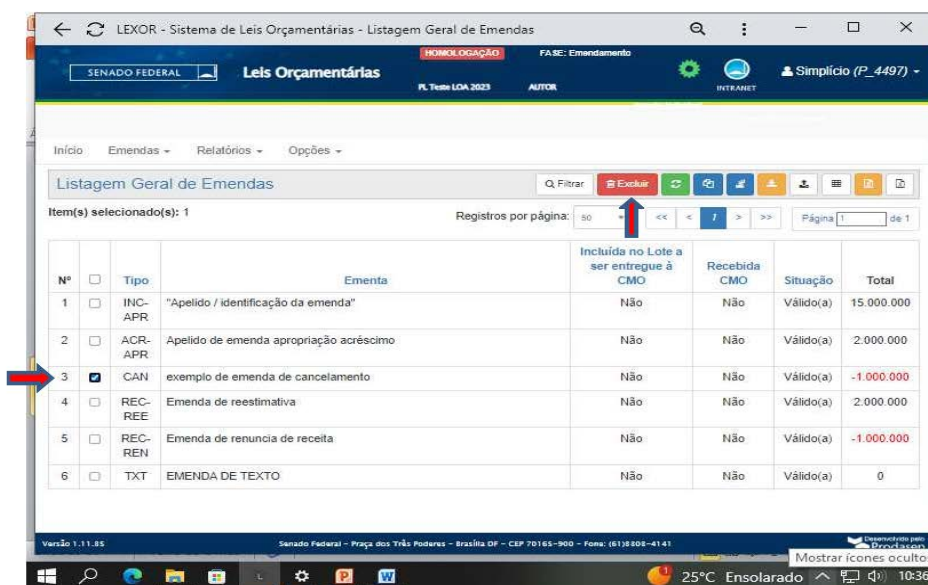 LEXOR - Sistema de Leis Orçamentárias - Listagem Geral de Emendas
HOMOLOGAÇÃO FASE: Emendamento
SENADO FEDERAL Leis Orçamentárias
PL Teste LOA 2023 AUTOR
INTRANET
Simplício (P_4497)
Início Emendas Relatórios Opções
Listagem Geral de Emendas Filtrar Excluir
Item(s) selecionado(s): 1 Registros por página: 50 << < 1 > >> Página 1 de 1
Nº Tipo Ementa Incluída no Lote a ser entregue à CMO Recebida CMO Situação Total
1 INC-APR "Apelido / identificação da emenda" Não Não Válido(a) 15.000.000
2 ACR-APR Apelido de emenda apropriação acréscimo Não Não Válido(a) 2.000.000
3 CAN exemplo de emenda de cancelamento Não Não Válido(a) -1.000.000
4 REC-REE Emenda de reestimativa Não Não Válido(a) 2.000.000
5 REC-REN Emenda de renuncia de receita Não Não Válido(a) -1.000.000
6 TXT EMENDA DE TEXTO Não Não Válido(a) 0
Versão 1.11.85 Senado Federal - Praça dos Três Poderes - Brasília DF - CEP 70165-900 - Fone: (61)3303-4141 Desenvolvido pelo
Prodasen
Mostrar ícones ocultos
25°C Ensolarado 10:36